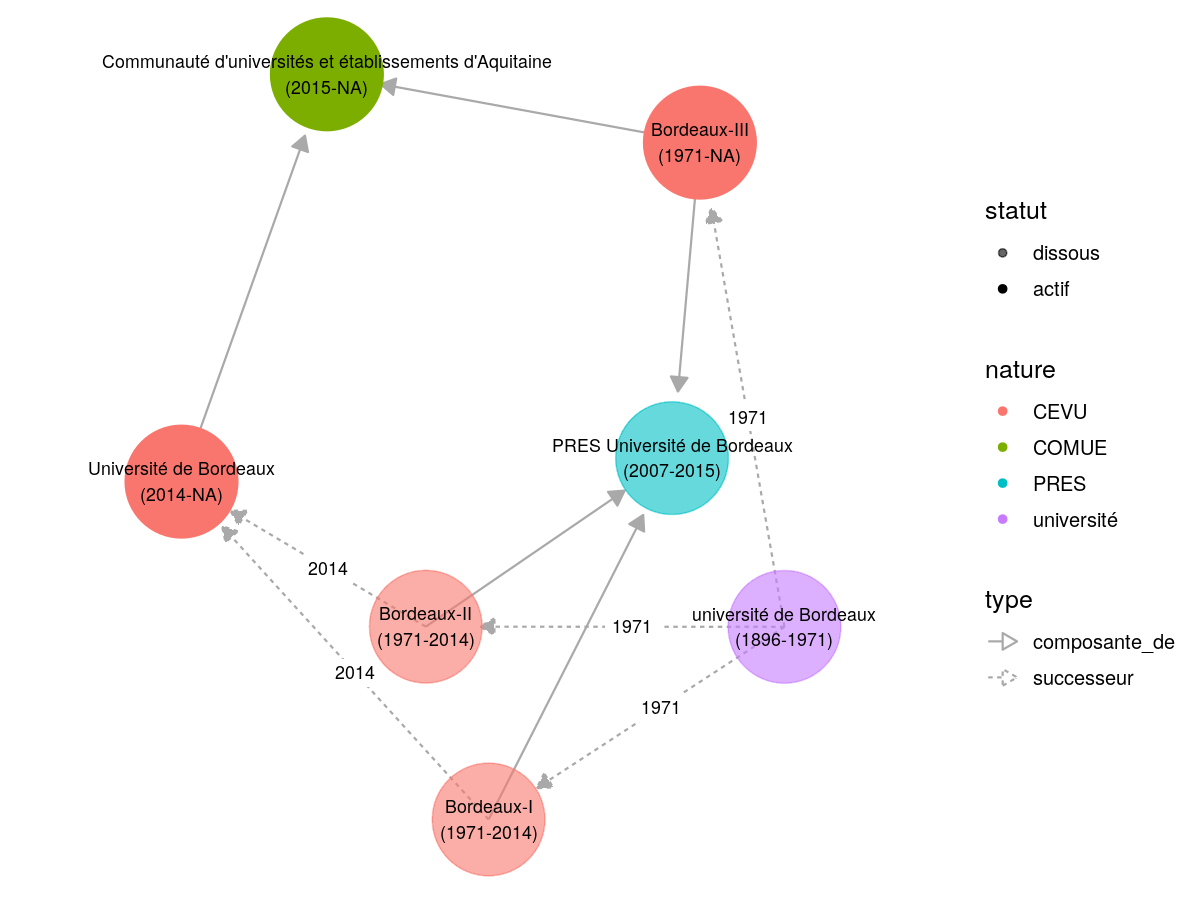 Communauté d'universités et établissements d'Aquitaine
(2015-NA)
Bordeaux-III
(1971-NA)
1971
PRES Université de Bordeaux
(2007-2015)
Université de Bordeaux
(2014-NA)
2014
Bordeaux-II
(1971-2014)
1971
université de Bordeaux
(1896-1971)
2014
1971
Bordeaux-I
(1971-2014)
statut
dissous
actif
nature
CEVU
COMUE
PRES
université
type
composante_de
successeur